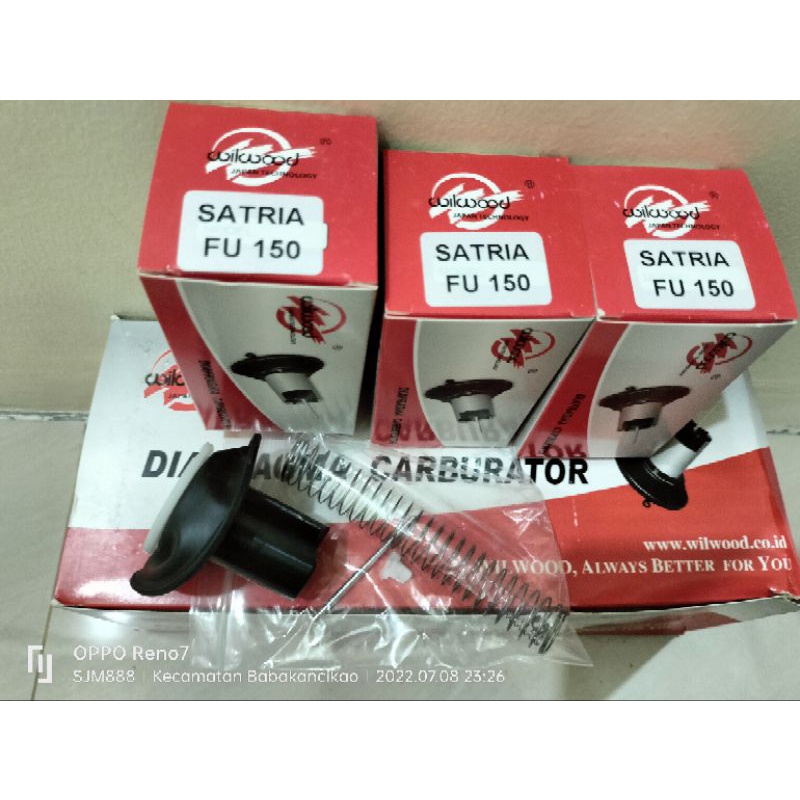 wilwood
JAPAN TECHNOLOGY
SATRIA
FU 150
wilwood
JAPAN TECHNOLOGY
SATRIA
FU 150
wilwood
JAPAN TECHNOLOGY
SATRIA
FU 150
wilwood
wilwood
CARBURATOR
www.wilwood.co.id
WILWOOD, ALWAYS BETTER FOR YOU
OPPO Reno7
SJM888 | Kecamatan Babakancikao | 2022.07.08 23:26